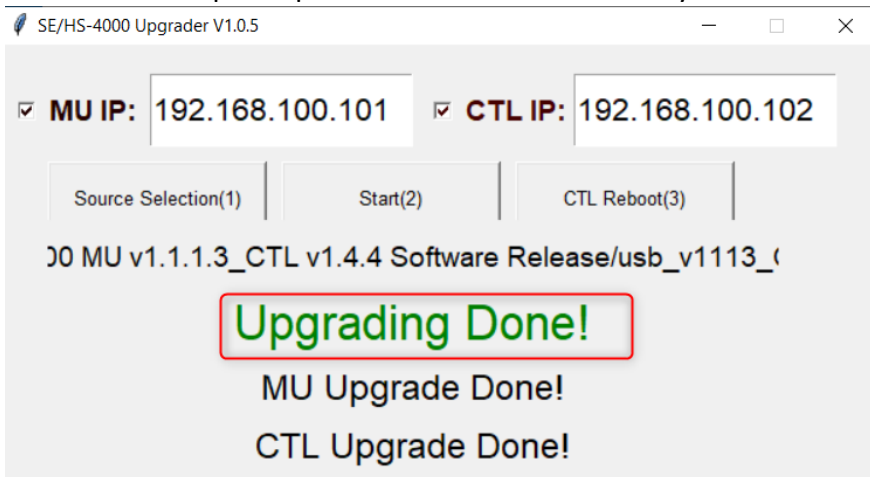 SE/HS-4000 Upgrader V1.0.5
MU IP: 192.168.100.101 CTL IP: 192.168.100.102
Source Selection(1) Start(2) CTL Reboot(3)
00 MU v1.1.1.3_CTL v1.4.4 Software Release/usb_v1113_
Upgrading Done!
MU Upgrade Done!
CTL Upgrade Done!